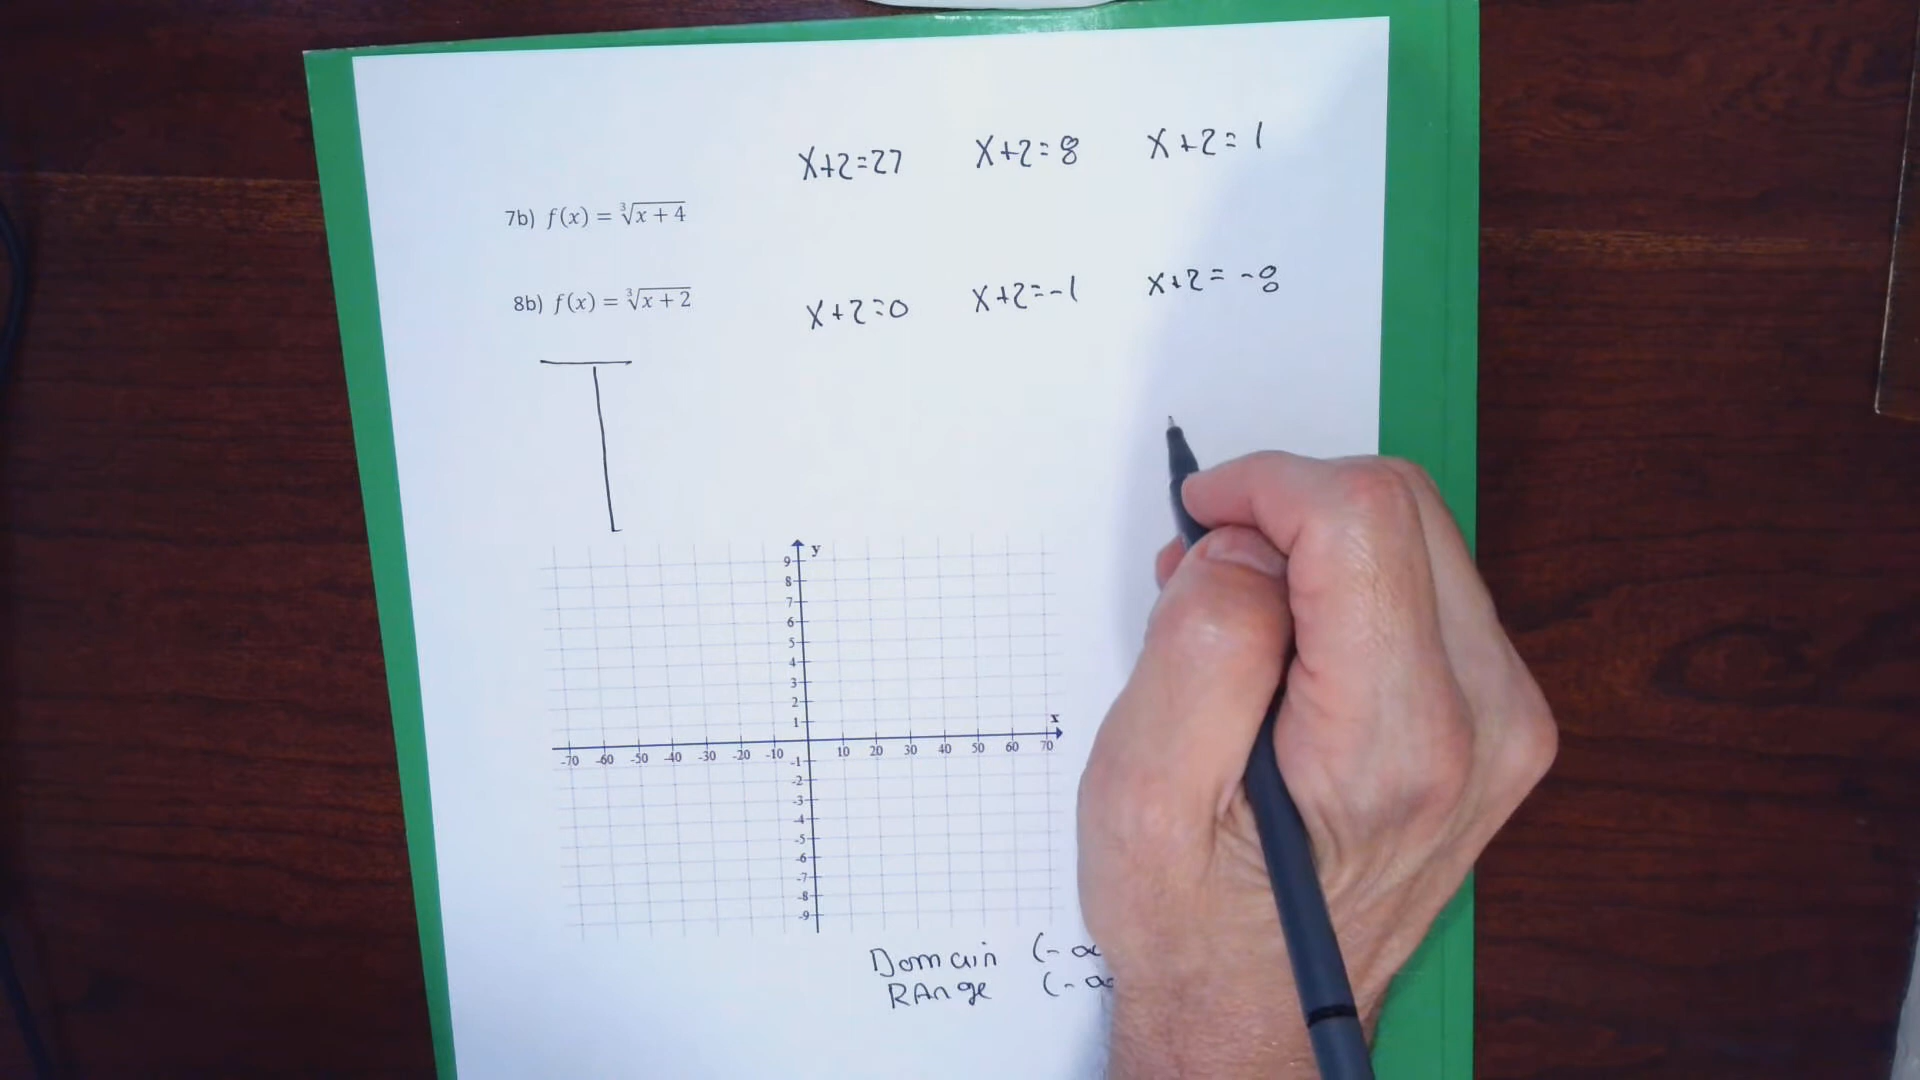 x+2=27 x+2=8 x+2=1
7b) f(x) = ∛x + 4
8b) f(x) = ∛x + 2
x+2=0 x+2=-1 x+2=-8
y
9
8
7
6
5
4
3
2
1
x
-70 -60 -50 -40 -30 -20 -10 10 20 30 40 50 60 70
-1
-2
-3
-4
-5
-6
-7
-8
-9
Domain (-∞
RAnge (-∞